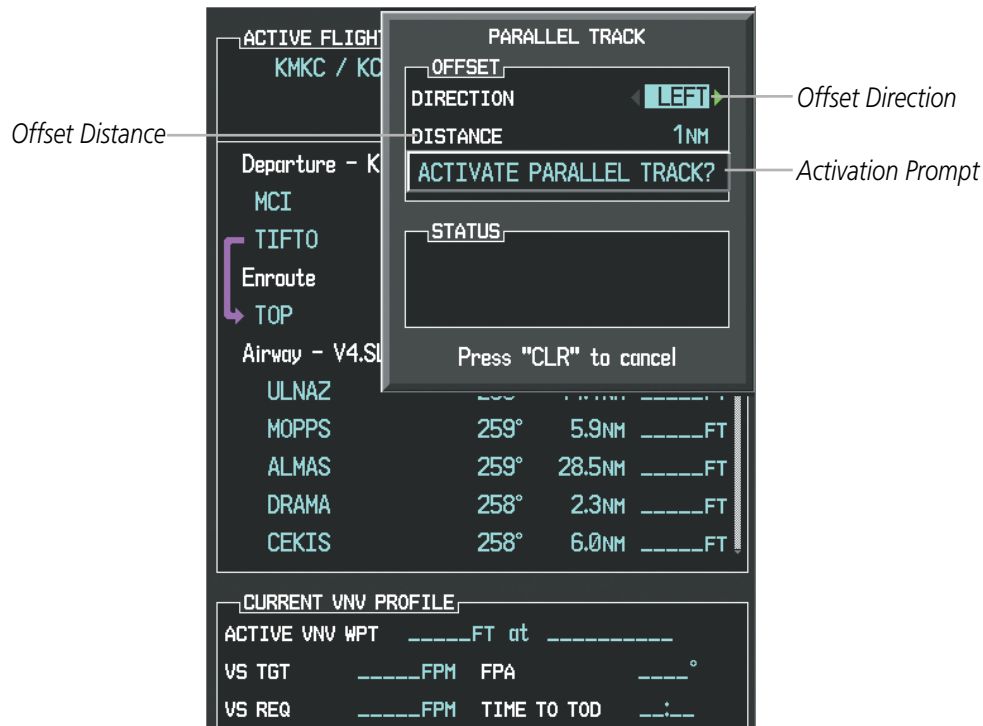 ACTIVE FLIGH
KMKC / KC
PARALLEL TRACK
OFFSET
DIRECTION LEFT
Offset Direction
Offset Distance
DISTANCE 1NM
ACTIVATE PARALLEL TRACK?
Activation Prompt
STATUS
Press "CLR" to cancel
Departure – K
MCI
TIFTO
Enroute
TOP
Airway – V4.SL
ULNAZ
MOPPS 259° 5.9NM _____FT
ALMAS 259° 28.5NM _____FT
DRAMA 258° 2.3NM _____FT
CEKIS 258° 6.0NM _____FT
CURRENT VNV PROFILE
ACTIVE VNV WPT _____FT at __________
VS TGT _____FPM FPA ____°
VS REQ _____FPM TIME TO TOD __:__